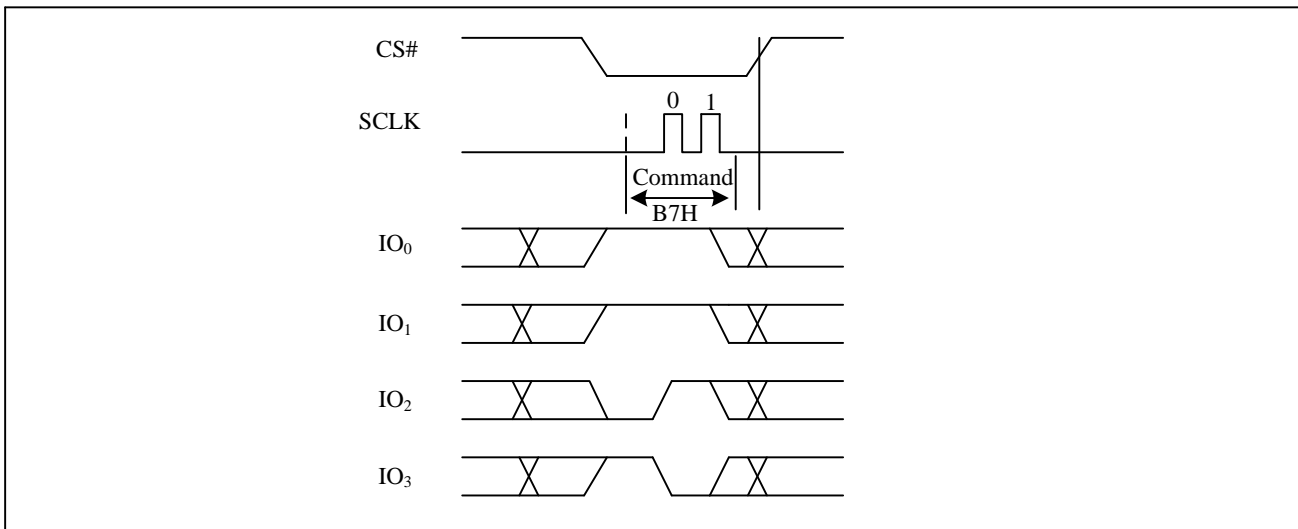 CS#
0 1
SCLK
Command
B7H
IO₀
IO₁
IO₂
IO₃